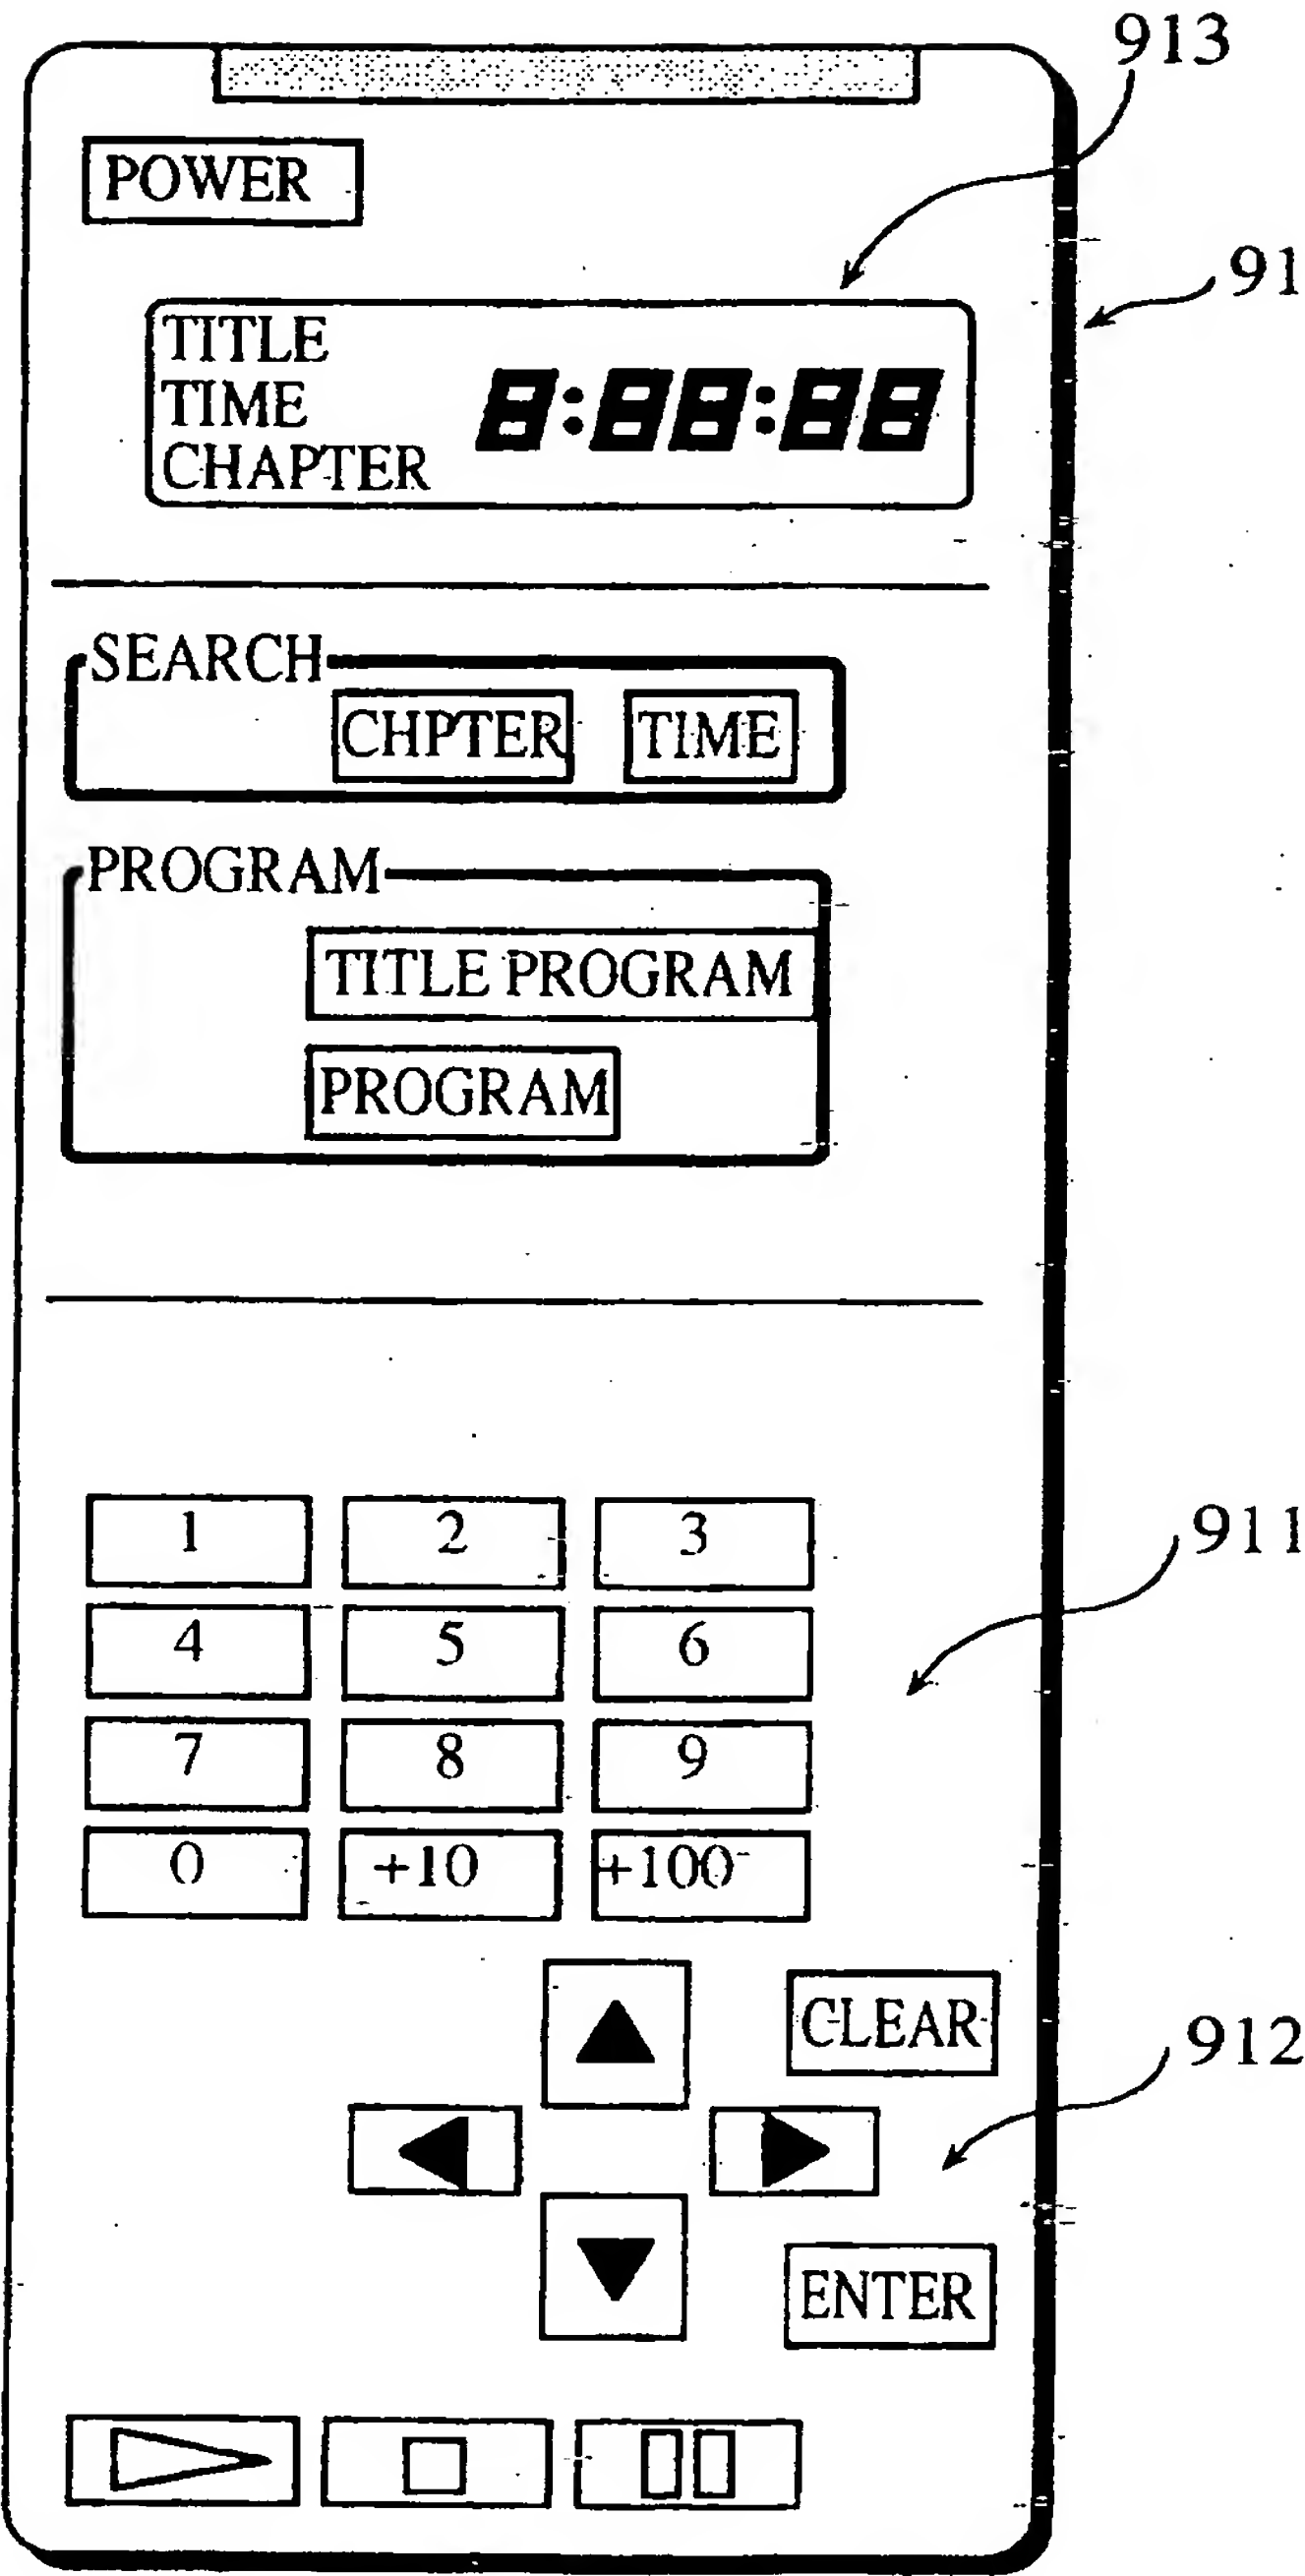 913
POWER
91
TITLE
TIME
CHAPTER
8:88:88
SEARCH
CHPTER TIME
PROGRAM
TITLE PROGRAM
PROGRAM
1 2 3
911
4 5 6
7 8 9
0 +10 +100
CLEAR
912
ENTER